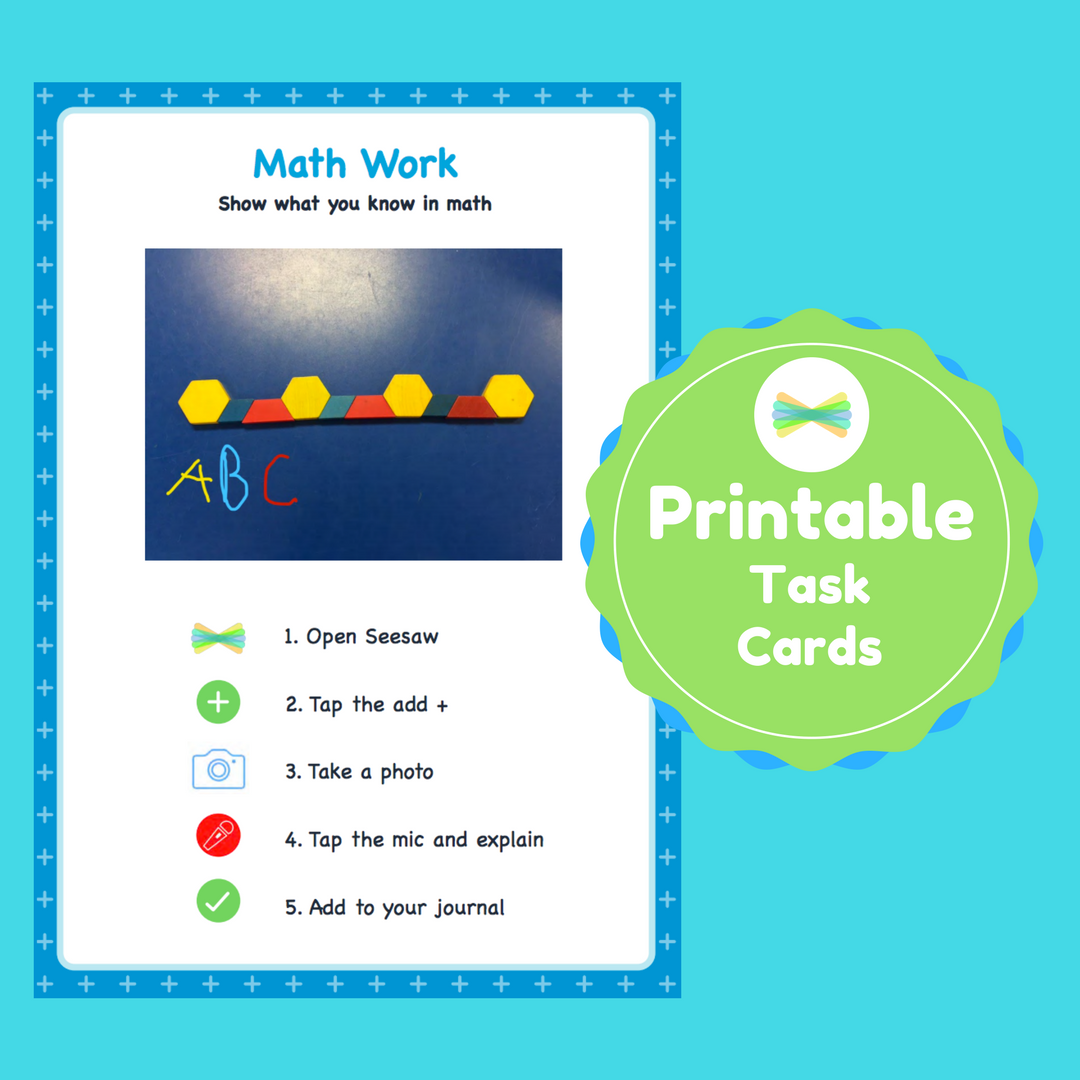 Math Work
Show what you know in math
A B C
1. Open Seesaw
2. Tap the add +
3. Take a photo
4. Tap the mic and explain
5. Add to your journal
Printable
Task
Cards